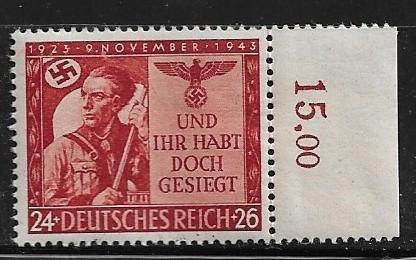 1923 - 9. NOVEMBER - 1943
UND
IHR HABT
DOCH
GESIEGT
24+ DEUTSCHES REICH +26
15,00